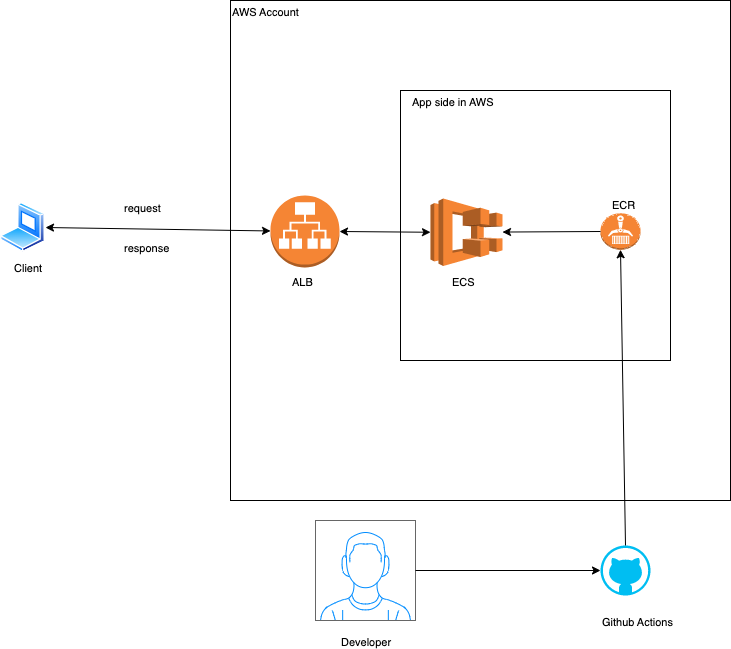 AWS Account
App side in AWS
request
ECR
response
Client
ALB
ECS
Github Actions
Developer